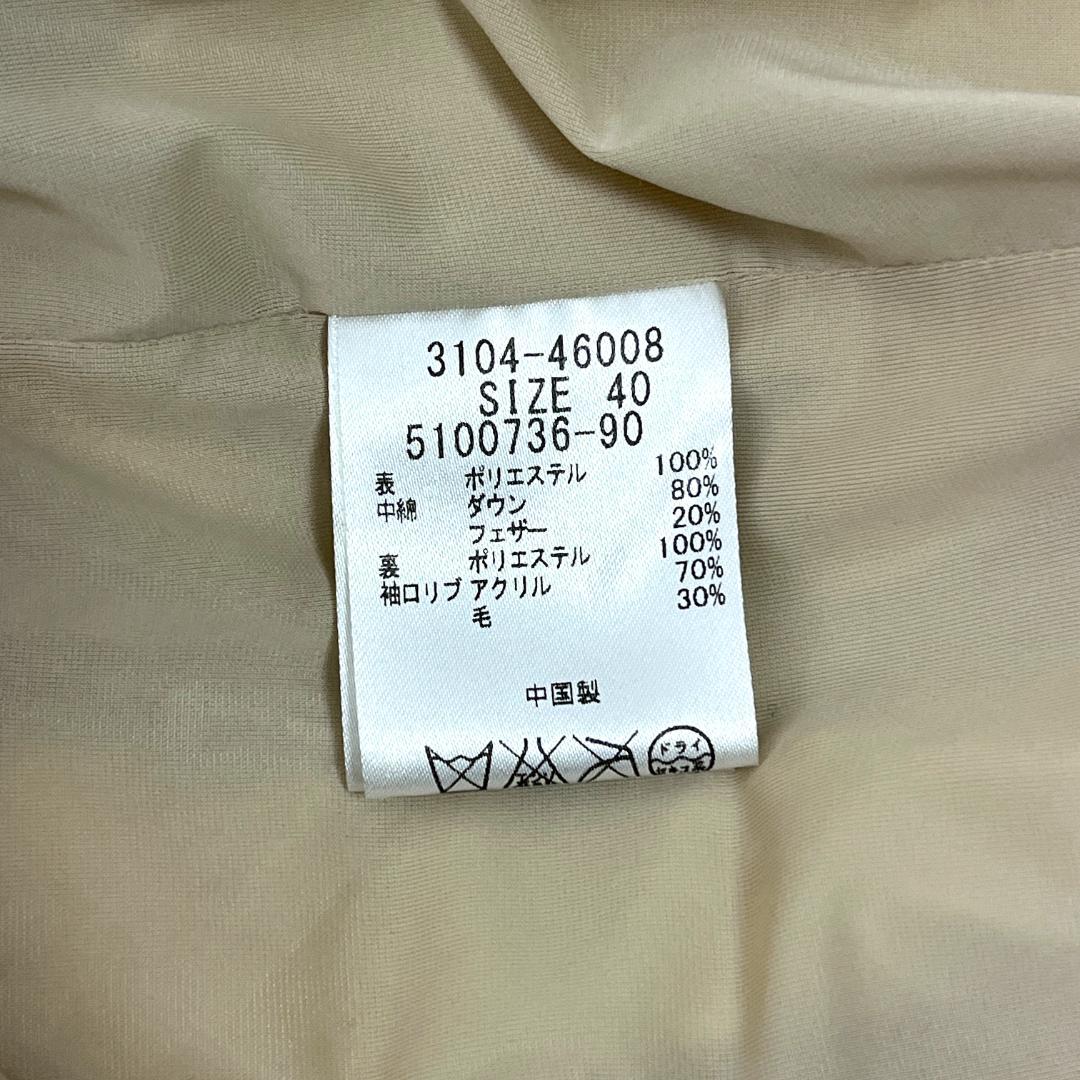 3104-46008
SIZE 40
5100736-90
表 ポリエステル 100%
中綿 ダウン 80%
フェザー 20%
裏 ポリエステル 100%
袖口リブ アクリル 70%
毛 30%
中国製
ドライ